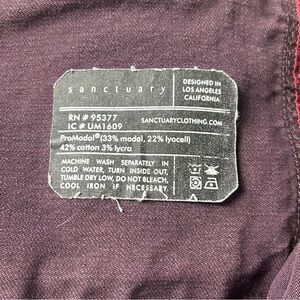 sanctuary
DESIGNED IN
LOS ANGELES
CALIFORNIA
RN # 95377
IC # UM1609
SANCTUARYCLOTHING.COM
ProModal®(33% modal, 22% lyocell)
42% cotton 3% lycra
MACHINE WASH SEPARATELY IN
COLD WATER, TURN INSIDE OUT,
TUMBLE DRY LOW, DO NOT BLEACH,
COOL IRON IF NECESSARY.